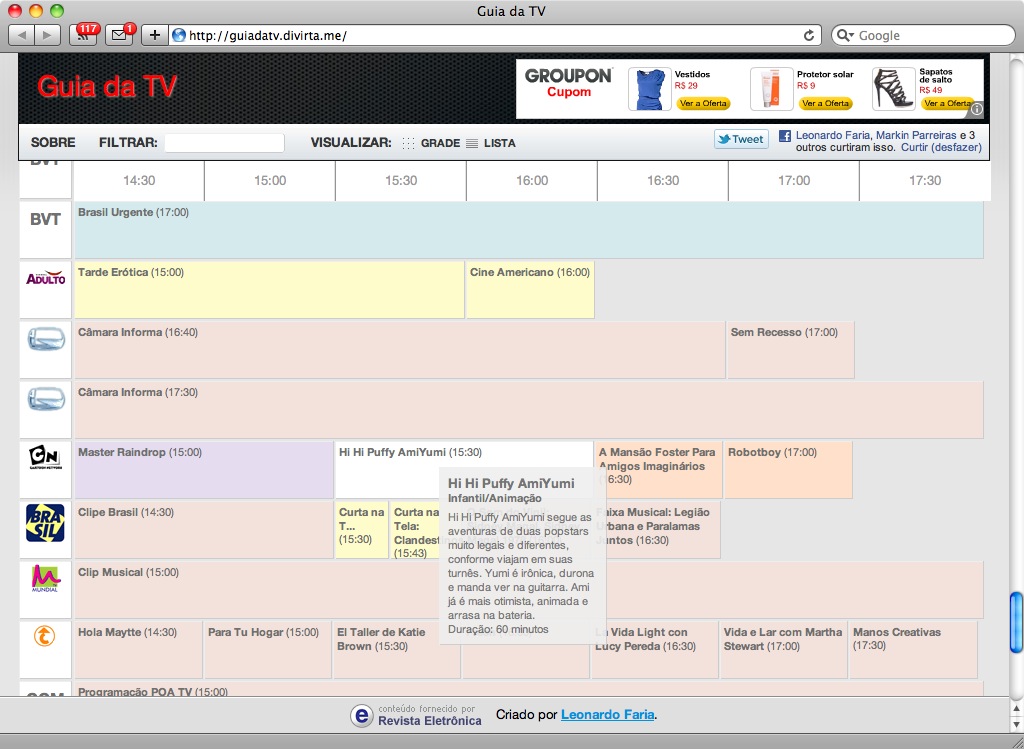 Guia da TV
117
1
http://guiadatv.divirta.me/
Google
Guia da TV
GROUPON
Cupom
Vestidos
R$ 29
Ver a Oferta
Protetor solar
R$ 9
Ver a Oferta
Sapatos
de salto
R$ 49
Ver a Oferta
SOBRE
FILTRAR:
VISUALIZAR:
GRADE
LISTA
Tweet
Leonardo Faria, Markin Parreiras e 3
outros curtiram isso. Curtir (desfazer)
14:30
15:00
15:30
16:00
16:30
17:00
17:30
BVT
Brasil Urgente (17:00)
ADULTO
Tarde Erótica (15:00)
Cine Americano (16:00)
Câmara Informa (16:40)
Sem Recesso (17:00)
Câmara Informa (17:30)
CN
CARTOON NETWORK
Master Raindrop (15:00)
Hi Hi Puffy AmiYumi (15:30)
A Mansão Foster Para
Amigos Imaginários
(16:30)
Robotboy (17:00)
BRASIL
Clipe Brasil (14:30)
Curta na
T...
(15:30)
Curta na
Tela:
Clandestin
(15:43)
Faixa Musical: Legião
Urbana e Paralamas
Juntos (16:30)
Hi Hi Puffy AmiYumi
Infantil/Animação
Hi Hi Puffy AmiYumi segue as
aventuras de duas popstars
muito legais e diferentes,
conforme viajam em suas
turnês. Yumi é irônica, durona
e manda ver na guitarra. Ami
já é mais otimista, animada e
arrasa na bateria.
Duração: 60 minutos
MUNDIAL
Clip Musical (15:00)
Hola Maytte (14:30)
Para Tu Hogar (15:00)
El Taller de Katie
Brown (15:30)
La Vida Light con
Lucy Pereda (16:30)
Vida e Lar com Martha
Stewart (17:00)
Manos Creativas
(17:30)
Programação POA TV (15:00)
conteúdo fornecido por
Revista Eletrônica
Criado por Leonardo Faria.